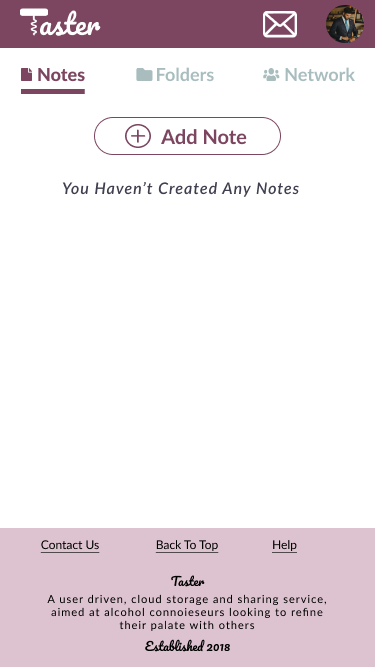 Taster
Notes Folders Network
Add Note
You Haven't Created Any Notes
Contact Us Back To Top Help
Taster
A user driven, cloud storage and sharing service,
aimed at alcohol connoieseurs looking to refine
their palate with others
Established 2018